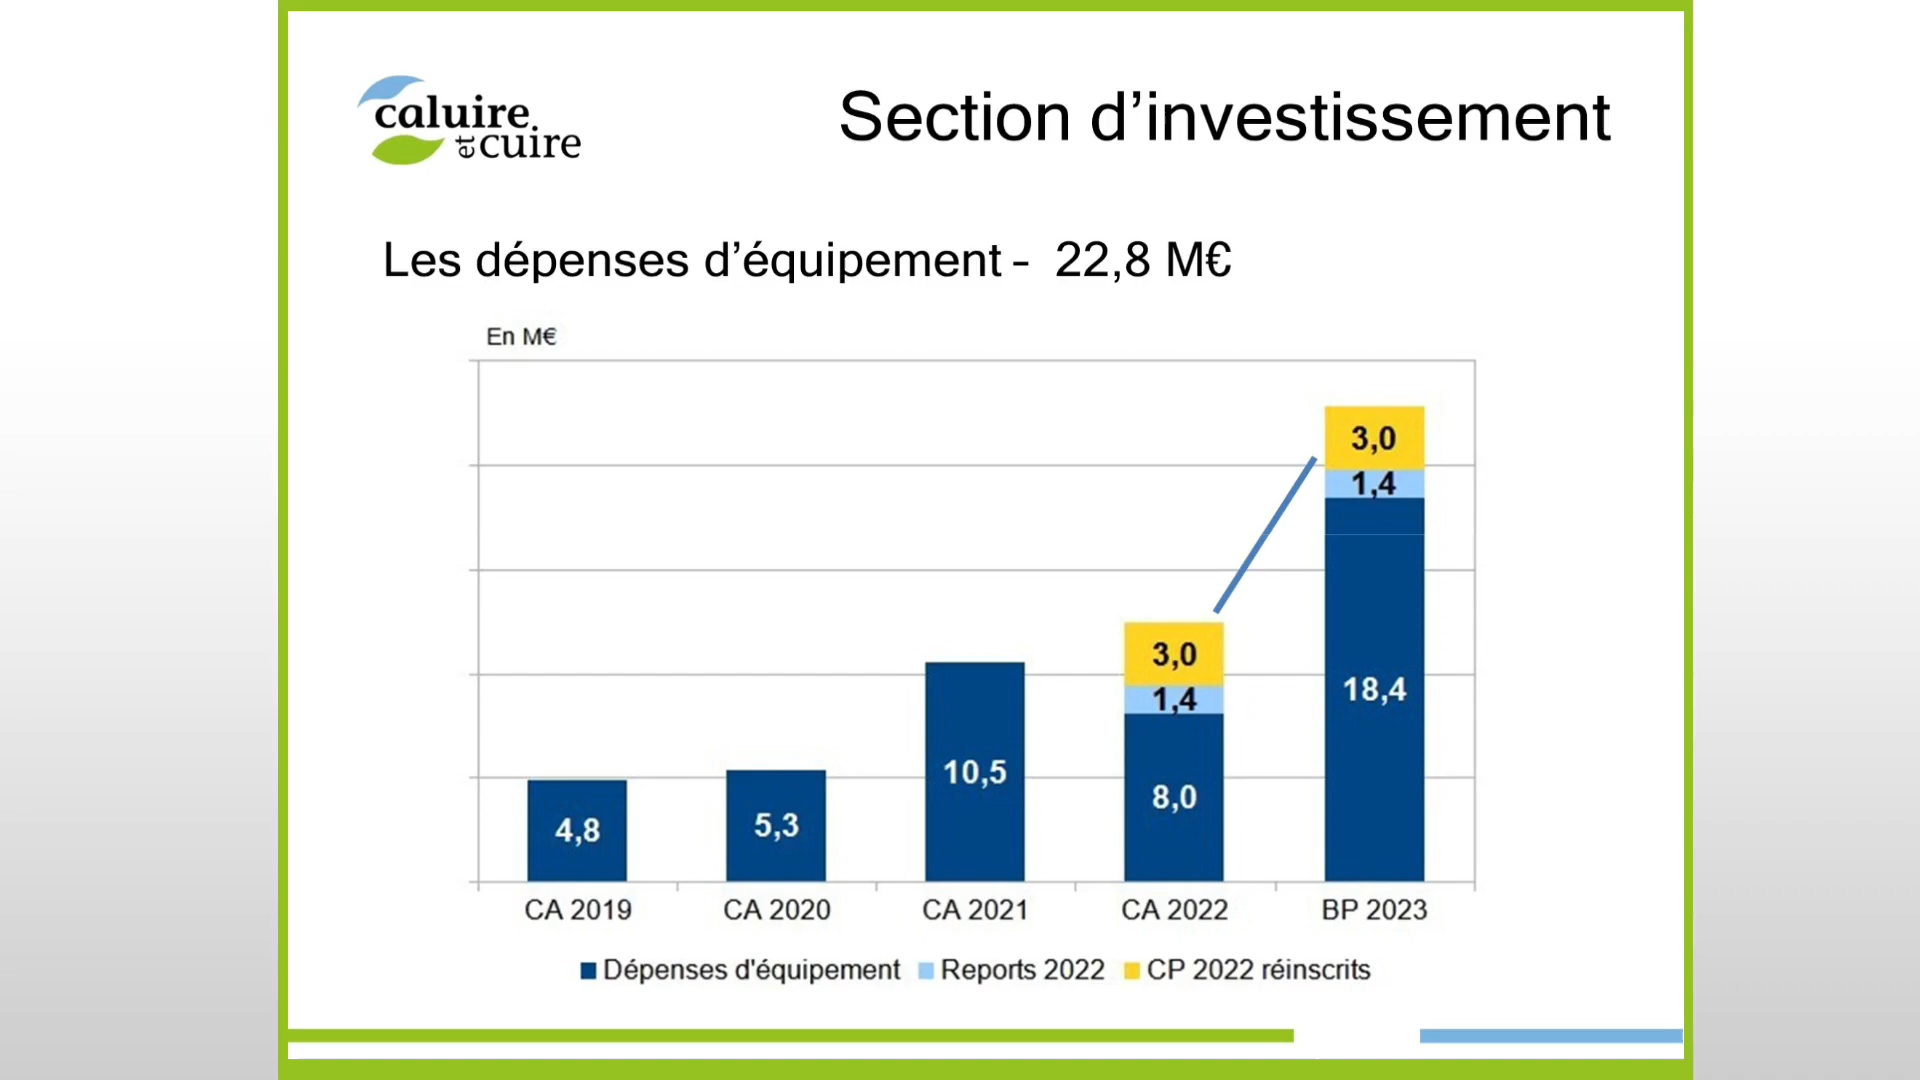 caluire
et cuire
Section d’investissement
Les dépenses d’équipement – 22,8 M€
En M€
3,0
1,4
18,4
3,0
1,4
8,0
10,5
5,3
4,8
CA 2019 CA 2020 CA 2021 CA 2022 BP 2023
Dépenses d'équipement Reports 2022 CP 2022 réinscrits